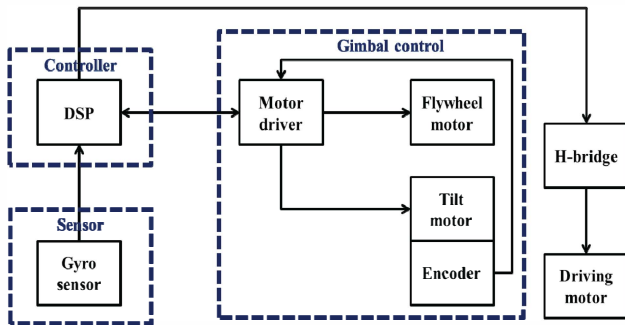 Controller
DSP
Sensor
Gyro
sensor
Gimbal control
Motor
driver
Flywheel
motor
Tilt
motor
Encoder
H-bridge
Driving
motor